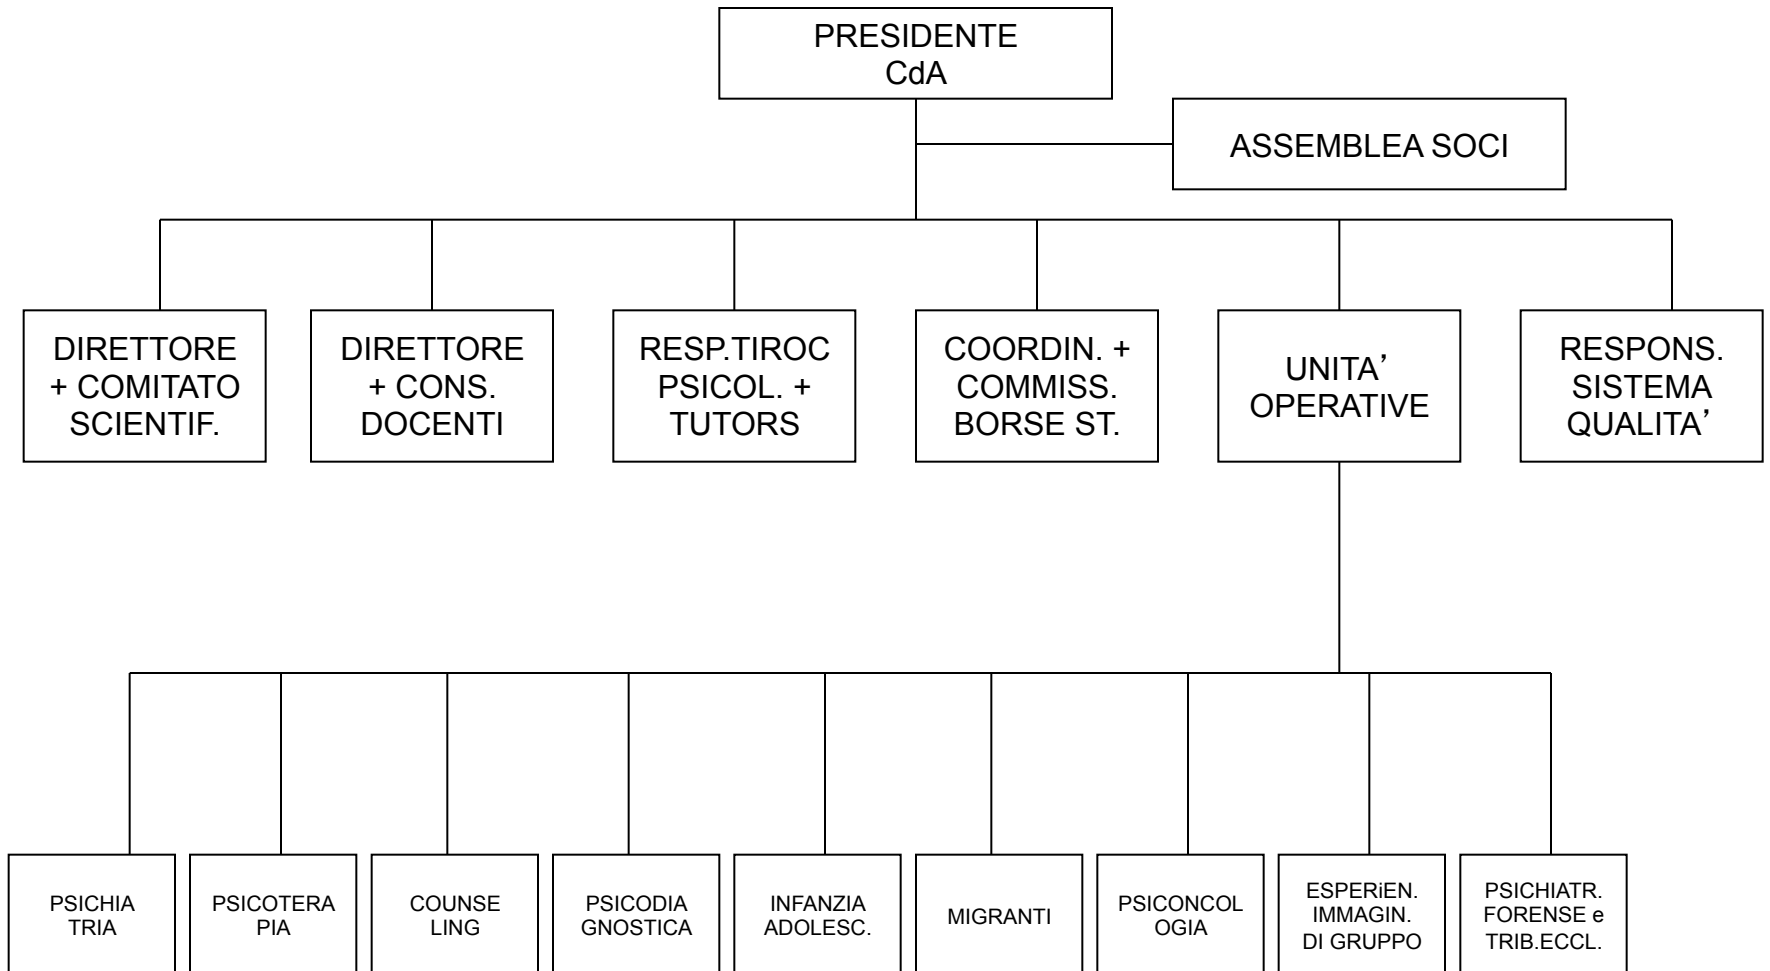 PRESIDENTE
CdA
ASSEMBLEA SOCI
DIRETTORE
+ COMITATO
SCIENTIF.
DIRETTORE
+ CONS.
DOCENTI
RESP.TIROC
PSICOL. +
TUTORS
COORDIN. +
COMMISS.
BORSE ST.
UNITA’
OPERATIVE
RESPONS.
SISTEMA
QUALITA’
PSICHIA
TRIA
PSICOTERA
PIA
COUNSE
LING
PSICODIA
GNOSTICA
INFANZIA
ADOLESC.
MIGRANTI
PSICONCOL
OGIA
ESPERiEN.
IMMAGIN.
DI GRUPPO
PSICHIATR.
FORENSE e
TRIB.ECCL.